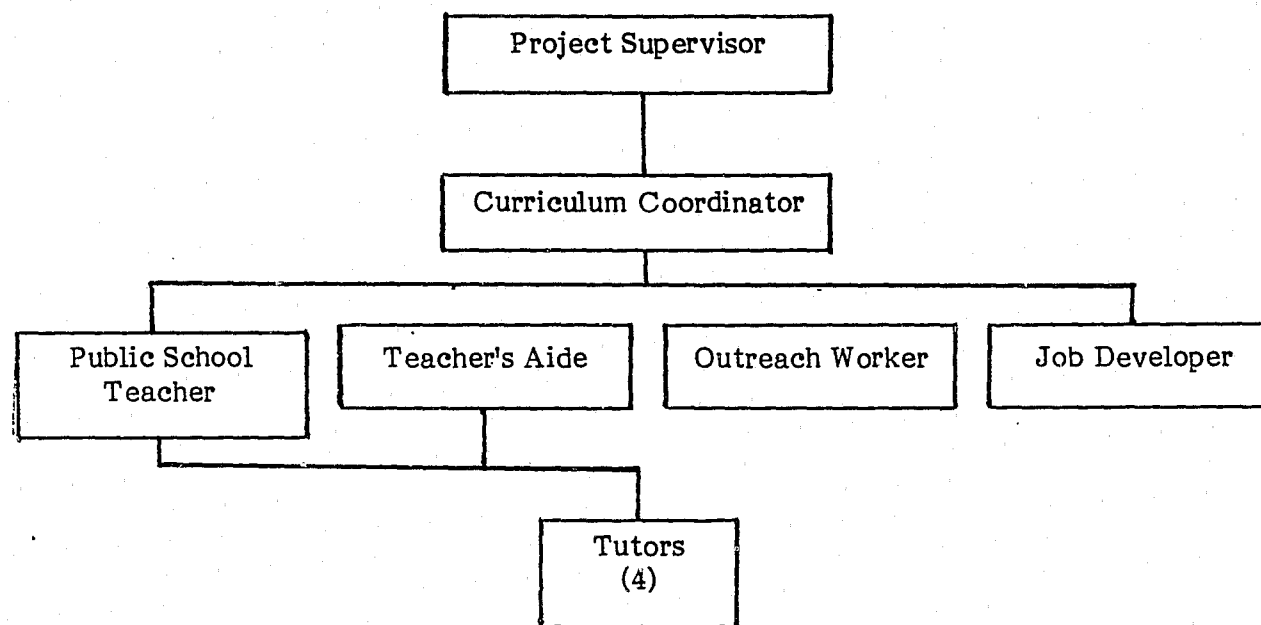 Project Supervisor
Curriculum Coordinator
Public School
Teacher
Teacher's Aide
Outreach Worker
Job Developer
Tutors
(4)